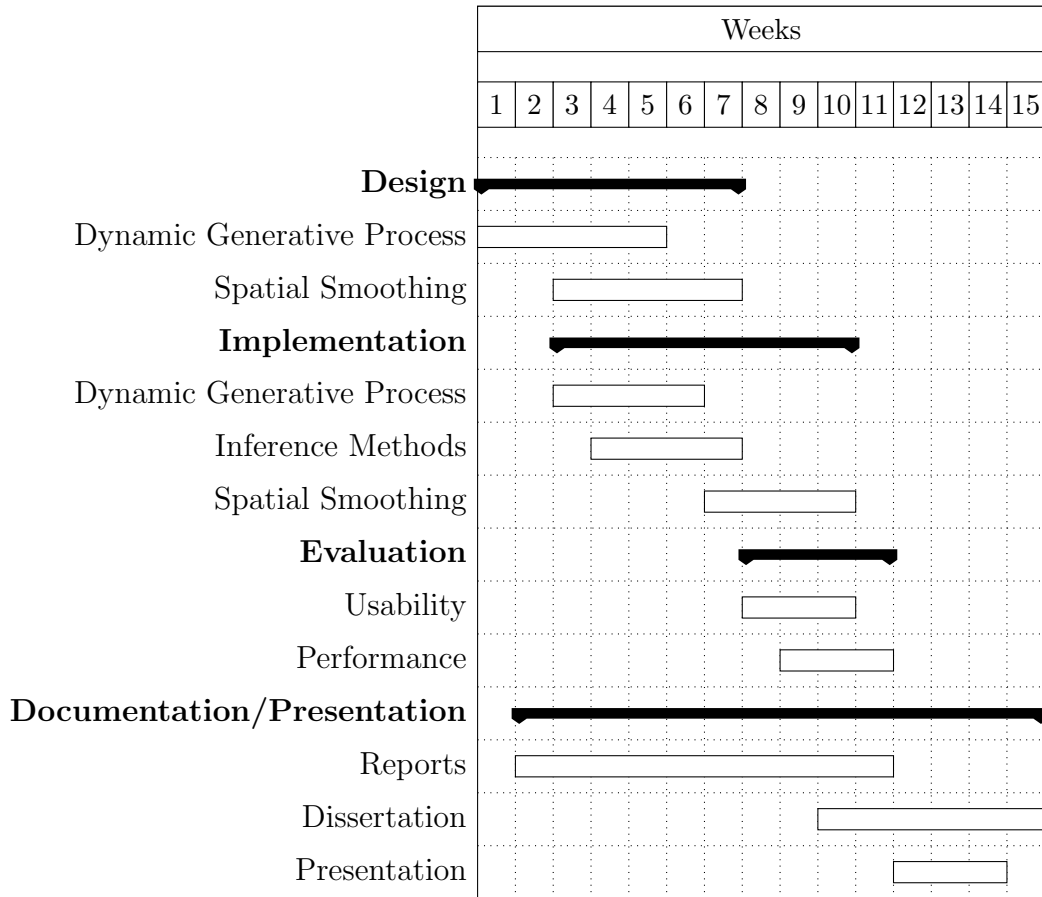 Weeks
1 2 3 4 5 6 7 8 9 10 11 12 13 14 15
Design
Dynamic Generative Process
Spatial Smoothing
Implementation
Dynamic Generative Process
Inference Methods
Spatial Smoothing
Evaluation
Usability
Performance
Documentation/Presentation
Reports
Dissertation
Presentation